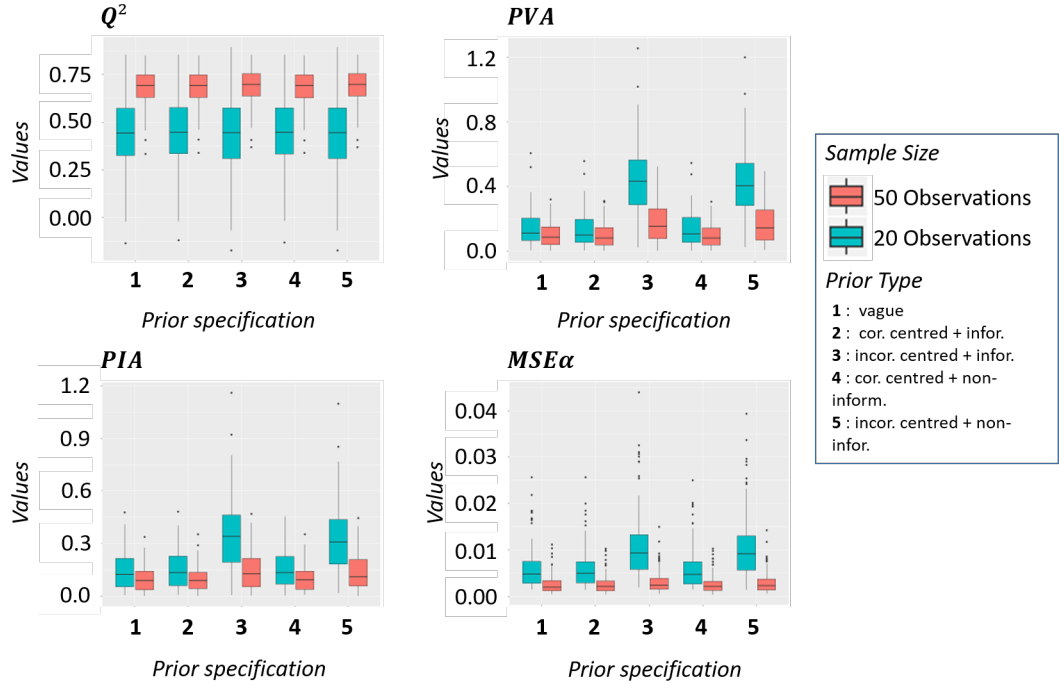 Q²
Values
0.75
0.50
0.25
0.00
1 2 3 4 5
Prior specification
PVA
Values
1.2
0.8
0.4
0.0
1 2 3 4 5
Prior specification
PIA
Values
1.2
0.9
0.6
0.3
0.0
1 2 3 4 5
Prior specification
MSEα
Values
0.04
0.03
0.02
0.01
0.00
1 2 3 4 5
Prior specification
Sample Size
50 Observations
20 Observations
Prior Type
1 : vague
2 : cor. centred + infor.
3 : incor. centred + infor.
4 : cor. centred + non-
inform.
5 : incor. centred + non-
infor.